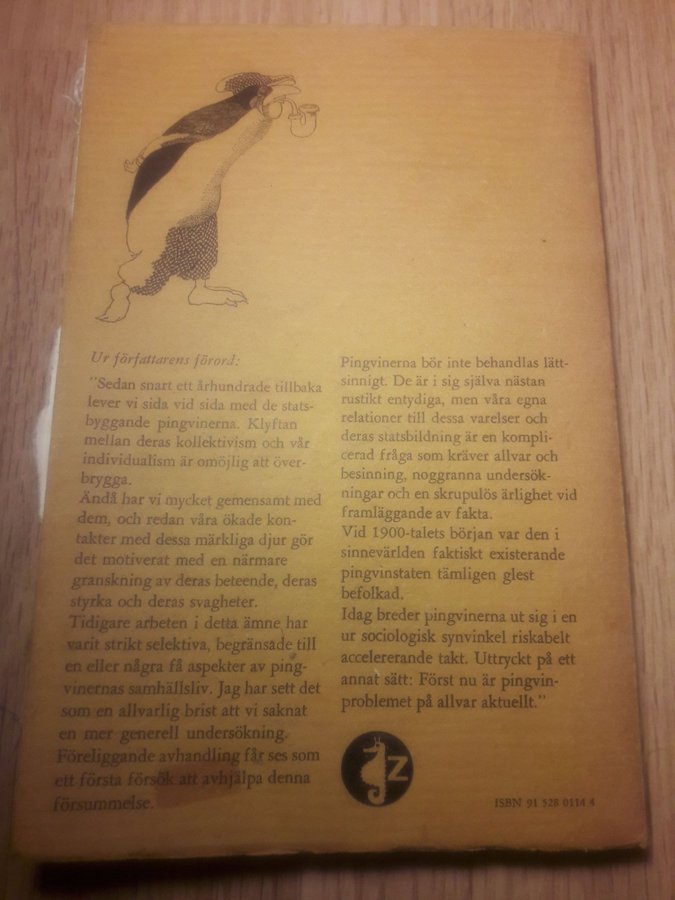 Ur författarens förord:
"Sedan snart ett århundrade tillbaka
lever vi sida vid sida med de stats-
byggande pingvinerna. Klyftan
mellan deras kollektivism och vår
individualism är omöjlig att över-
brygga.
Ändå har vi mycket gemensamt med
dem, och redan våra ökade kon-
takter med dessa märkliga djur gör
det motiverat med en närmare
granskning av deras beteende, deras
styrka och deras svagheter.
Tidigare arbeten i detta ämne har
varit strikt selektiva, begränsade till
en eller några få aspekter av ping-
vinernas samhällsliv. Jag har sett det
som en allvarlig brist att vi saknat
en mer generell undersökning.
Föreliggande avhandling får ses som
ett första försök att avhjälpa denna
försummelse.
Pingvinerna bör inte behandlas lätt-
sinnigt. De är i sig själva nästan
rustikt entydiga, men våra egna
relationer till dessa varelser och
deras statsbildning är en kompli-
cerad fråga som kräver allvar och
besinning, noggranna undersök-
ningar och en skrupulös ärlighet vid
framläggande av fakta.
Vid 1900-talets början var den i
sinnevärlden faktiskt existerande
pingvinstaten tämligen glest
befolkad.
Idag breder pingvinerna ut sig i en
ur sociologisk synvinkel riskabelt
accelererande takt. Uttryckt på ett
annat sätt: Först nu är pingvin-
problemet på allvar aktuellt."
Z
ISBN 91 528 0114 4